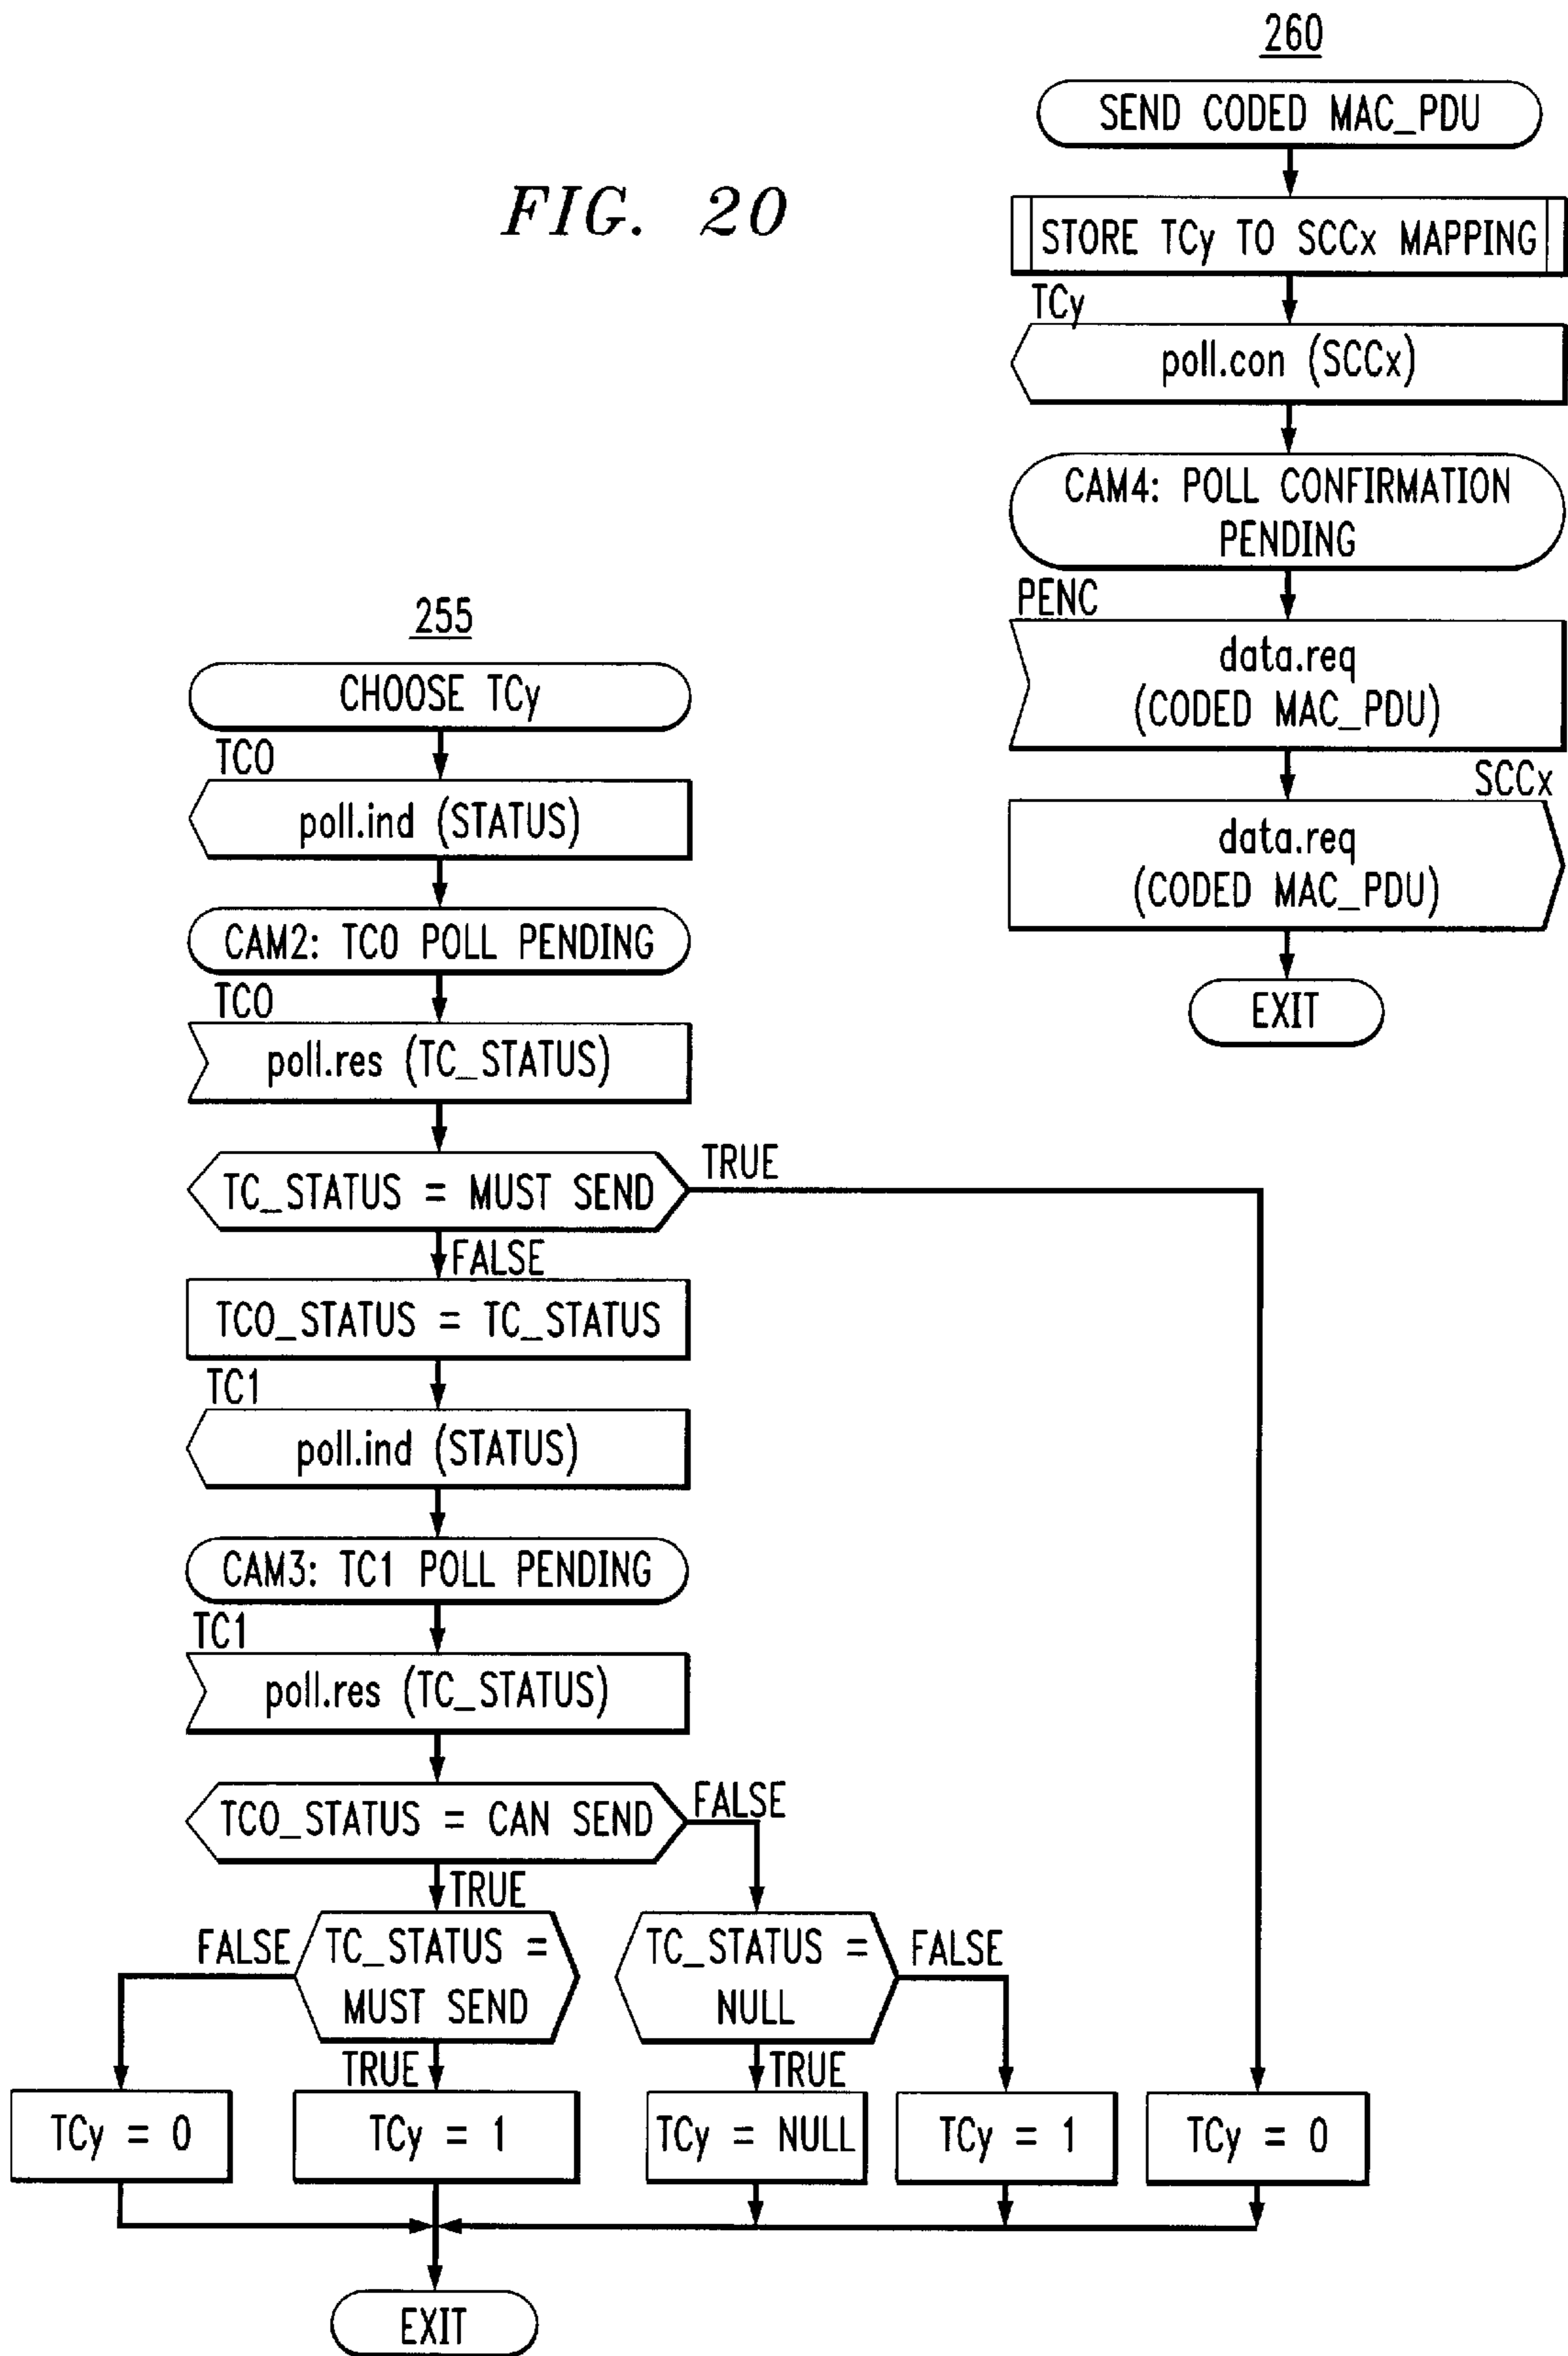 FIG. 20
260
SEND CODED MAC_PDU
STORE TCy TO SCCx MAPPING
TCy
poll.con (SCCx)
CAM4: POLL CONFIRMATION
PENDING
PENC
data.req
(CODED MAC_PDU)
SCCx
data.req
(CODED MAC_PDU)
EXIT
255
CHOOSE TCy
TC0
poll.ind (STATUS)
CAM2: TC0 POLL PENDING
TC0
poll.res (TC_STATUS)
TC_STATUS = MUST SEND
TRUE
FALSE
TC0_STATUS = TC_STATUS
TC1
poll.ind (STATUS)
CAM3: TC1 POLL PENDING
TC1
poll.res (TC_STATUS)
TC0_STATUS = CAN SEND
FALSE
TRUE
FALSE
TC_STATUS =
MUST SEND
TC_STATUS =
NULL
FALSE
TRUE
TRUE
TCy = 0
TCy = 1
TCy = NULL
TCy = 1
TCy = 0
EXIT